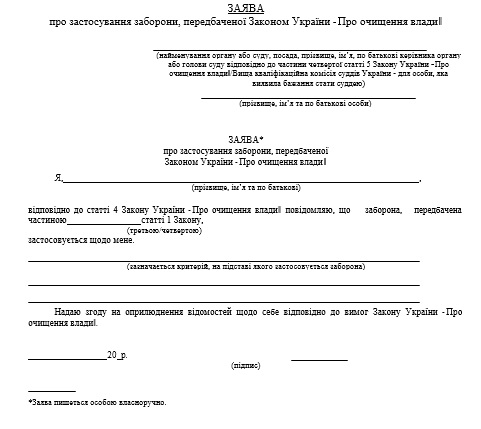 ЗАЯВА
про застосування заборони, передбаченої Законом України ‑ Про очищення влади‖
(найменування органу або суду, посада, прізвище, ім’я, по батькові керівника органу
або голови суду відповідно до частини четвертої статті 5 Закону України ‑ Про
очищення влади‖/Вища кваліфікаційна комісія суддів України - для особи, яка
виявила бажання стати суддею)
(прізвище, ім’я та по батькові особи)
ЗАЯВА*
про застосування заборони, передбаченої
Законом України ‑ Про очищення влади‖
Я,____,
(прізвище, ім’я та по батькові)
відповідно до статті 4 Закону України ‑ Про очищення влади‖ повідомляю, що заборона, передбачена
частиною____статті 1 Закону,
(третьою/четвертою)
застосовується щодо мене.
(зазначається критерій, на підставі якого застосовується заборона)
Надаю згоду на оприлюднення відомостей щодо себе відповідно до вимог Закону України ‑ Про
очищення влади‖.
____20_р. ____
(підпис)
*Заява пишеться особою власноручно.